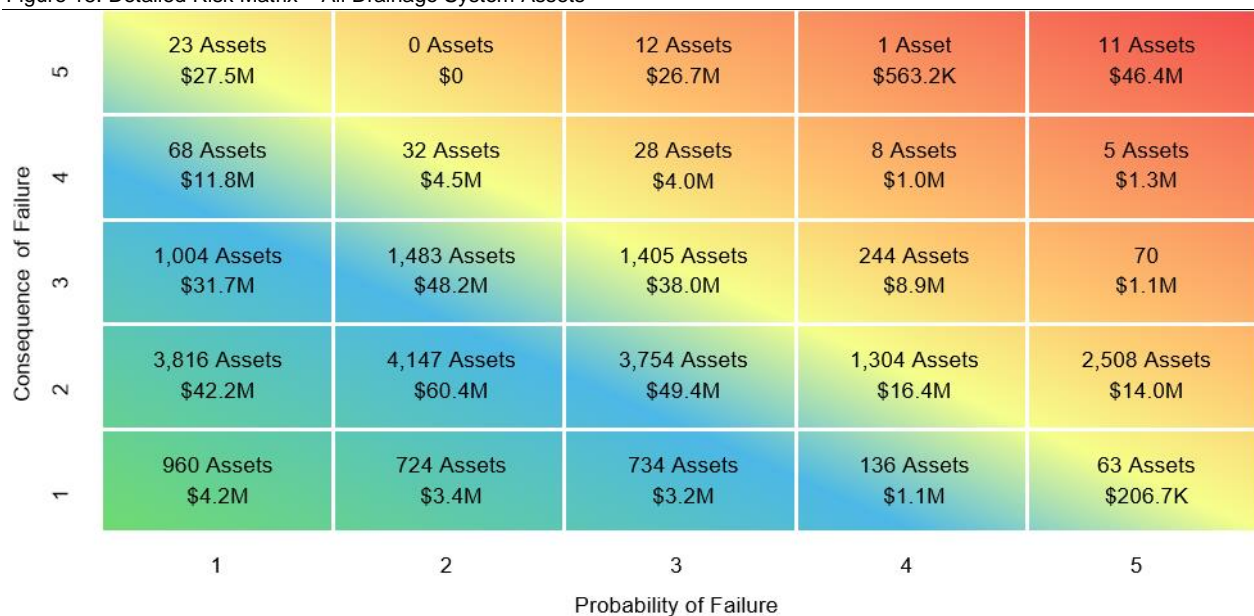 23 Assets 0 Assets 12 Assets 1 Asset 11 Assets
5
$27.5M $0 $26.7M $563.2K $46.4M
68 Assets 32 Assets 28 Assets 8 Assets 5 Assets
4
$11.8M $4.5M $4.0M $1.0M $1.3M
Consequence of Failure
1,004 Assets 1,483 Assets 1,405 Assets 244 Assets 70
3
$31.7M $48.2M $38.0M $8.9M $1.1M
3,816 Assets 4,147 Assets 3,754 Assets 1,304 Assets 2,508 Assets
2
$42.2M $60.4M $49.4M $16.4M $14.0M
960 Assets 724 Assets 734 Assets 136 Assets 63 Assets
1
$4.2M $3.4M $3.2M $1.1M $206.7K
1 2 3 4 5
Probability of Failure